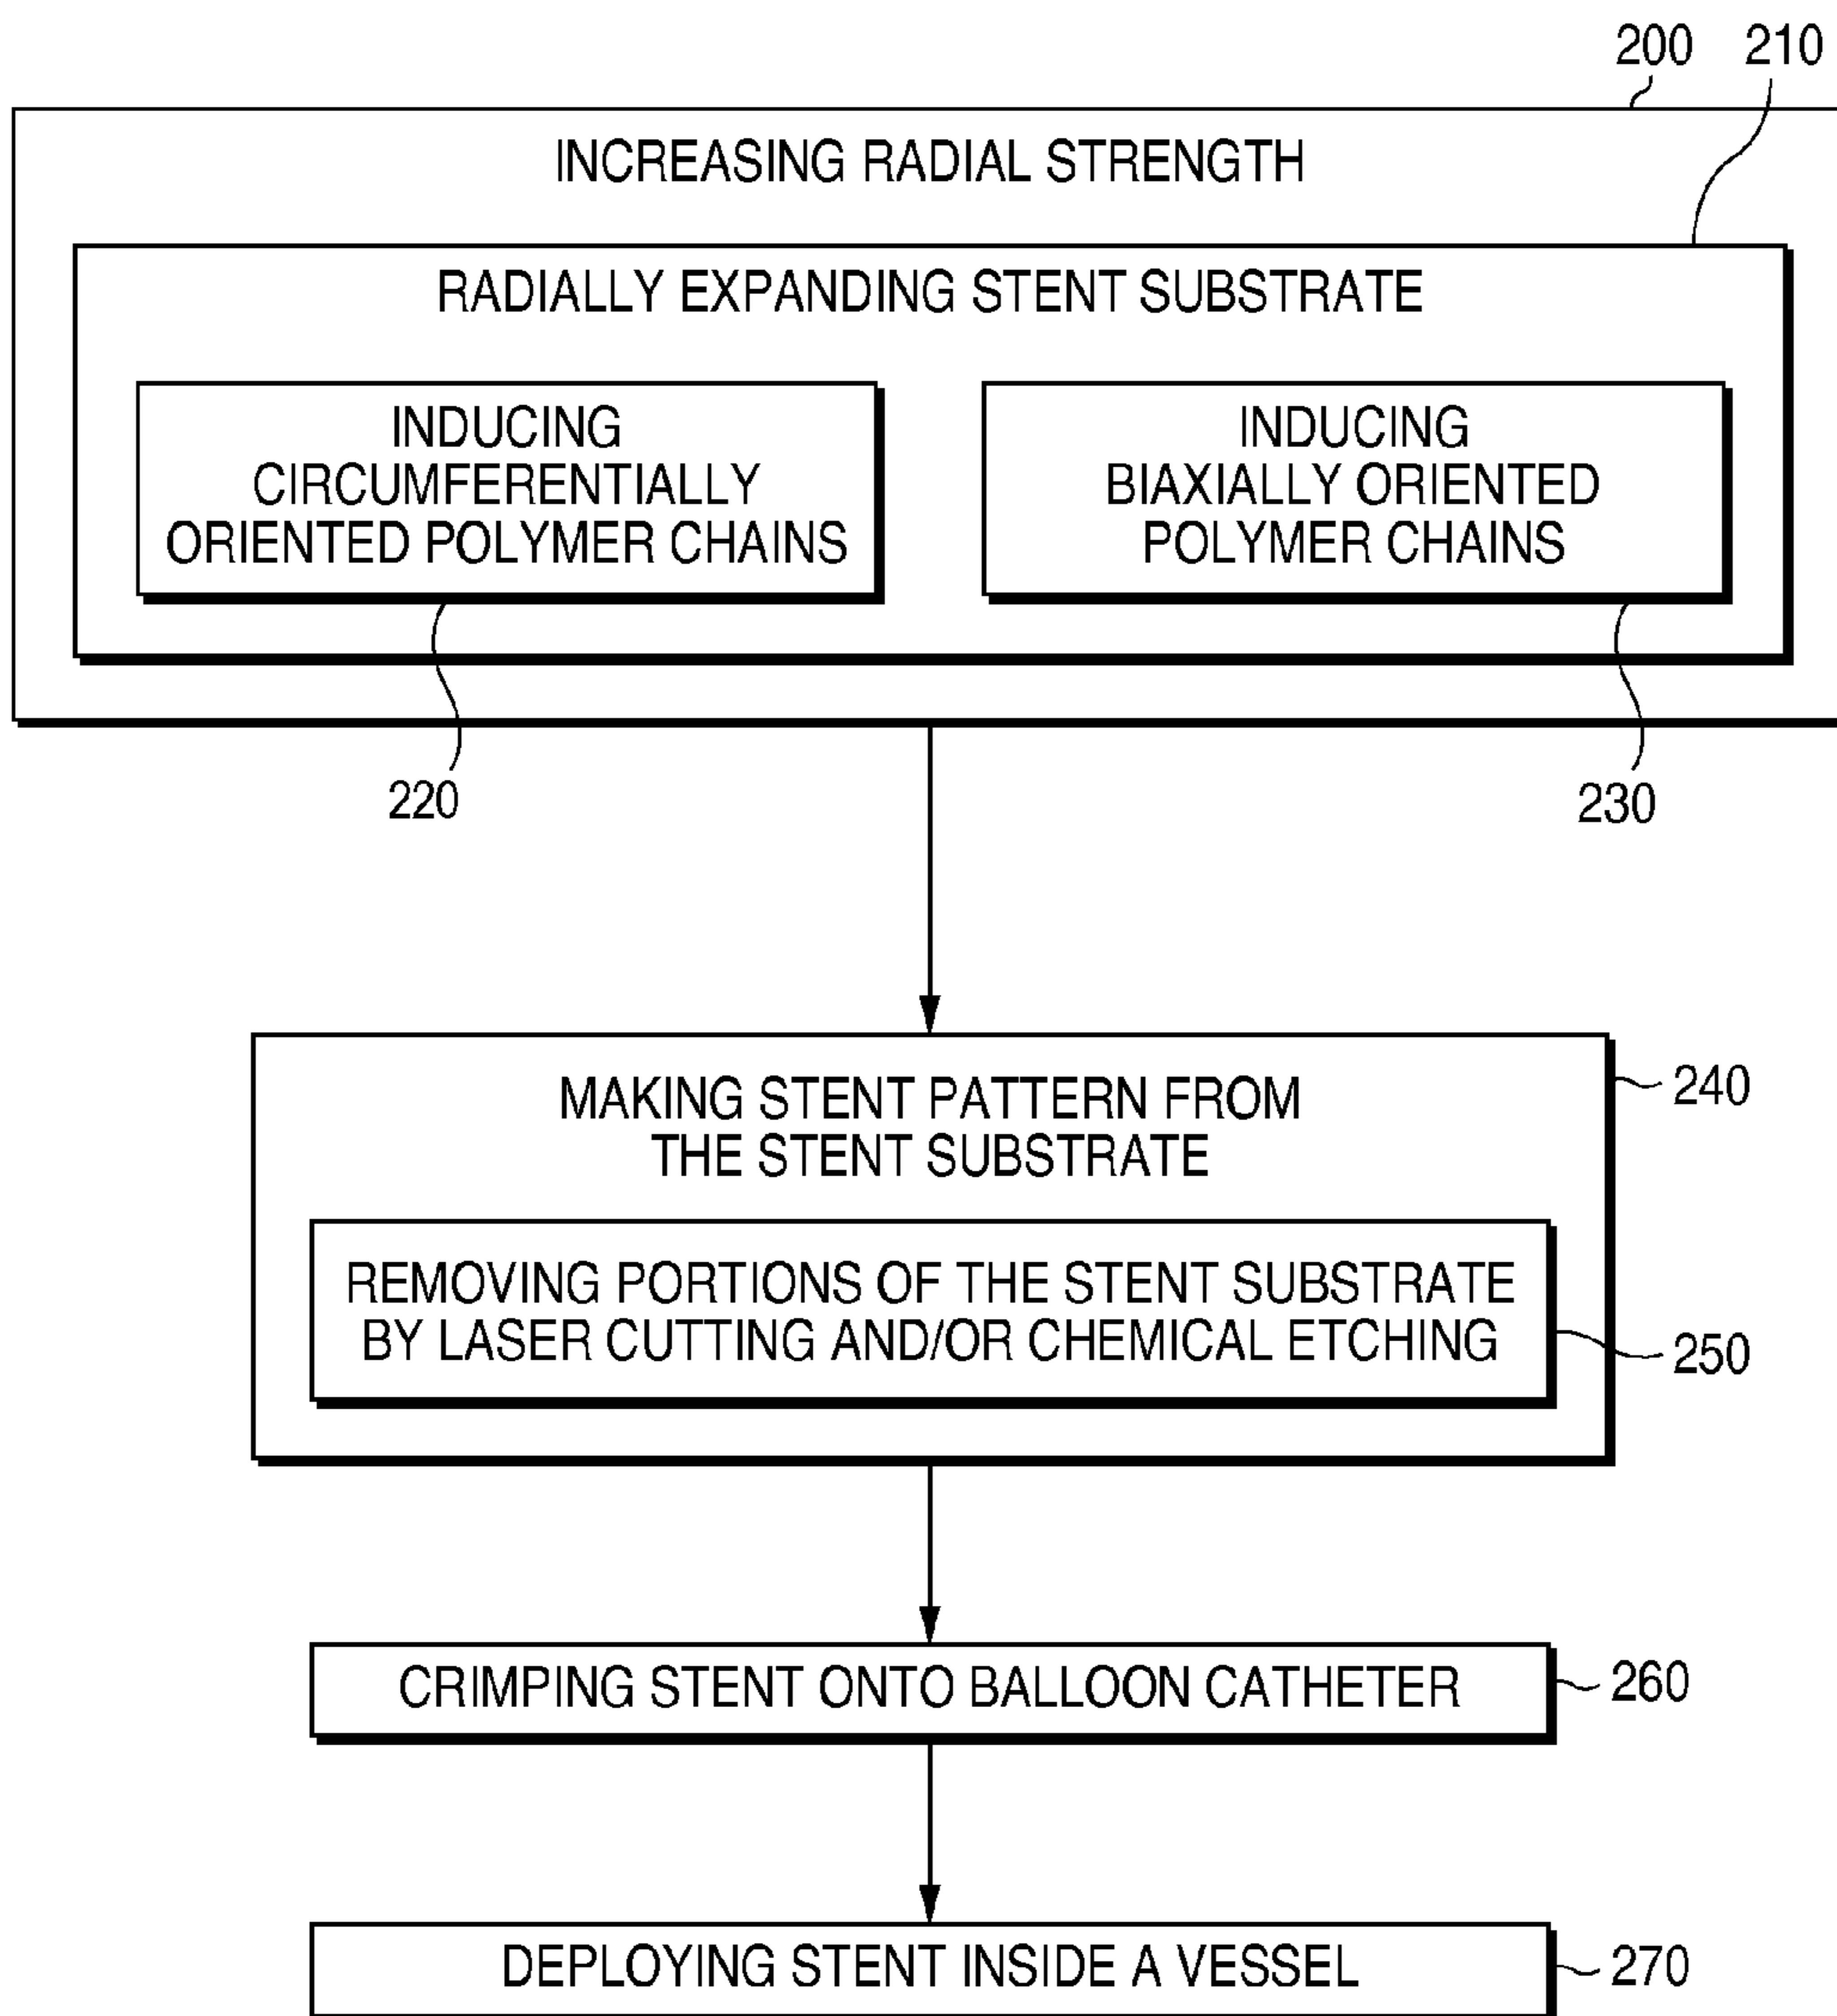 200 210
INCREASING RADIAL STRENGTH
RADIALLY EXPANDING STENT SUBSTRATE
INDUCING
CIRCUMFERENTIALLY
ORIENTED POLYMER CHAINS
INDUCING
BIAXIALLY ORIENTED
POLYMER CHAINS
220
230
MAKING STENT PATTERN FROM
THE STENT SUBSTRATE
240
REMOVING PORTIONS OF THE STENT SUBSTRATE
BY LASER CUTTING AND/OR CHEMICAL ETCHING
250
CRIMPING STENT ONTO BALLOON CATHETER
260
DEPLOYING STENT INSIDE A VESSEL
270